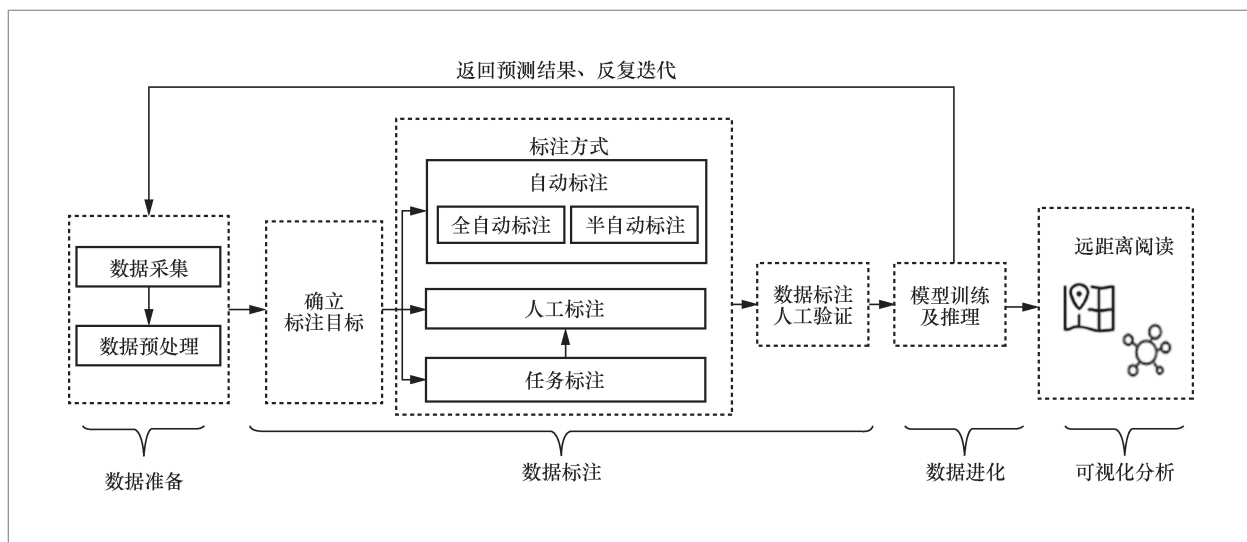 返回预测结果、反复迭代
数据采集
数据预处理
确立
标注目标
标注方式
自动标注
全自动标注
半自动标注
人工标注
任务标注
数据标注
人工验证
模型训练
及推理
远距离阅读
数据准备
数据标注
数据进化
可视化分析